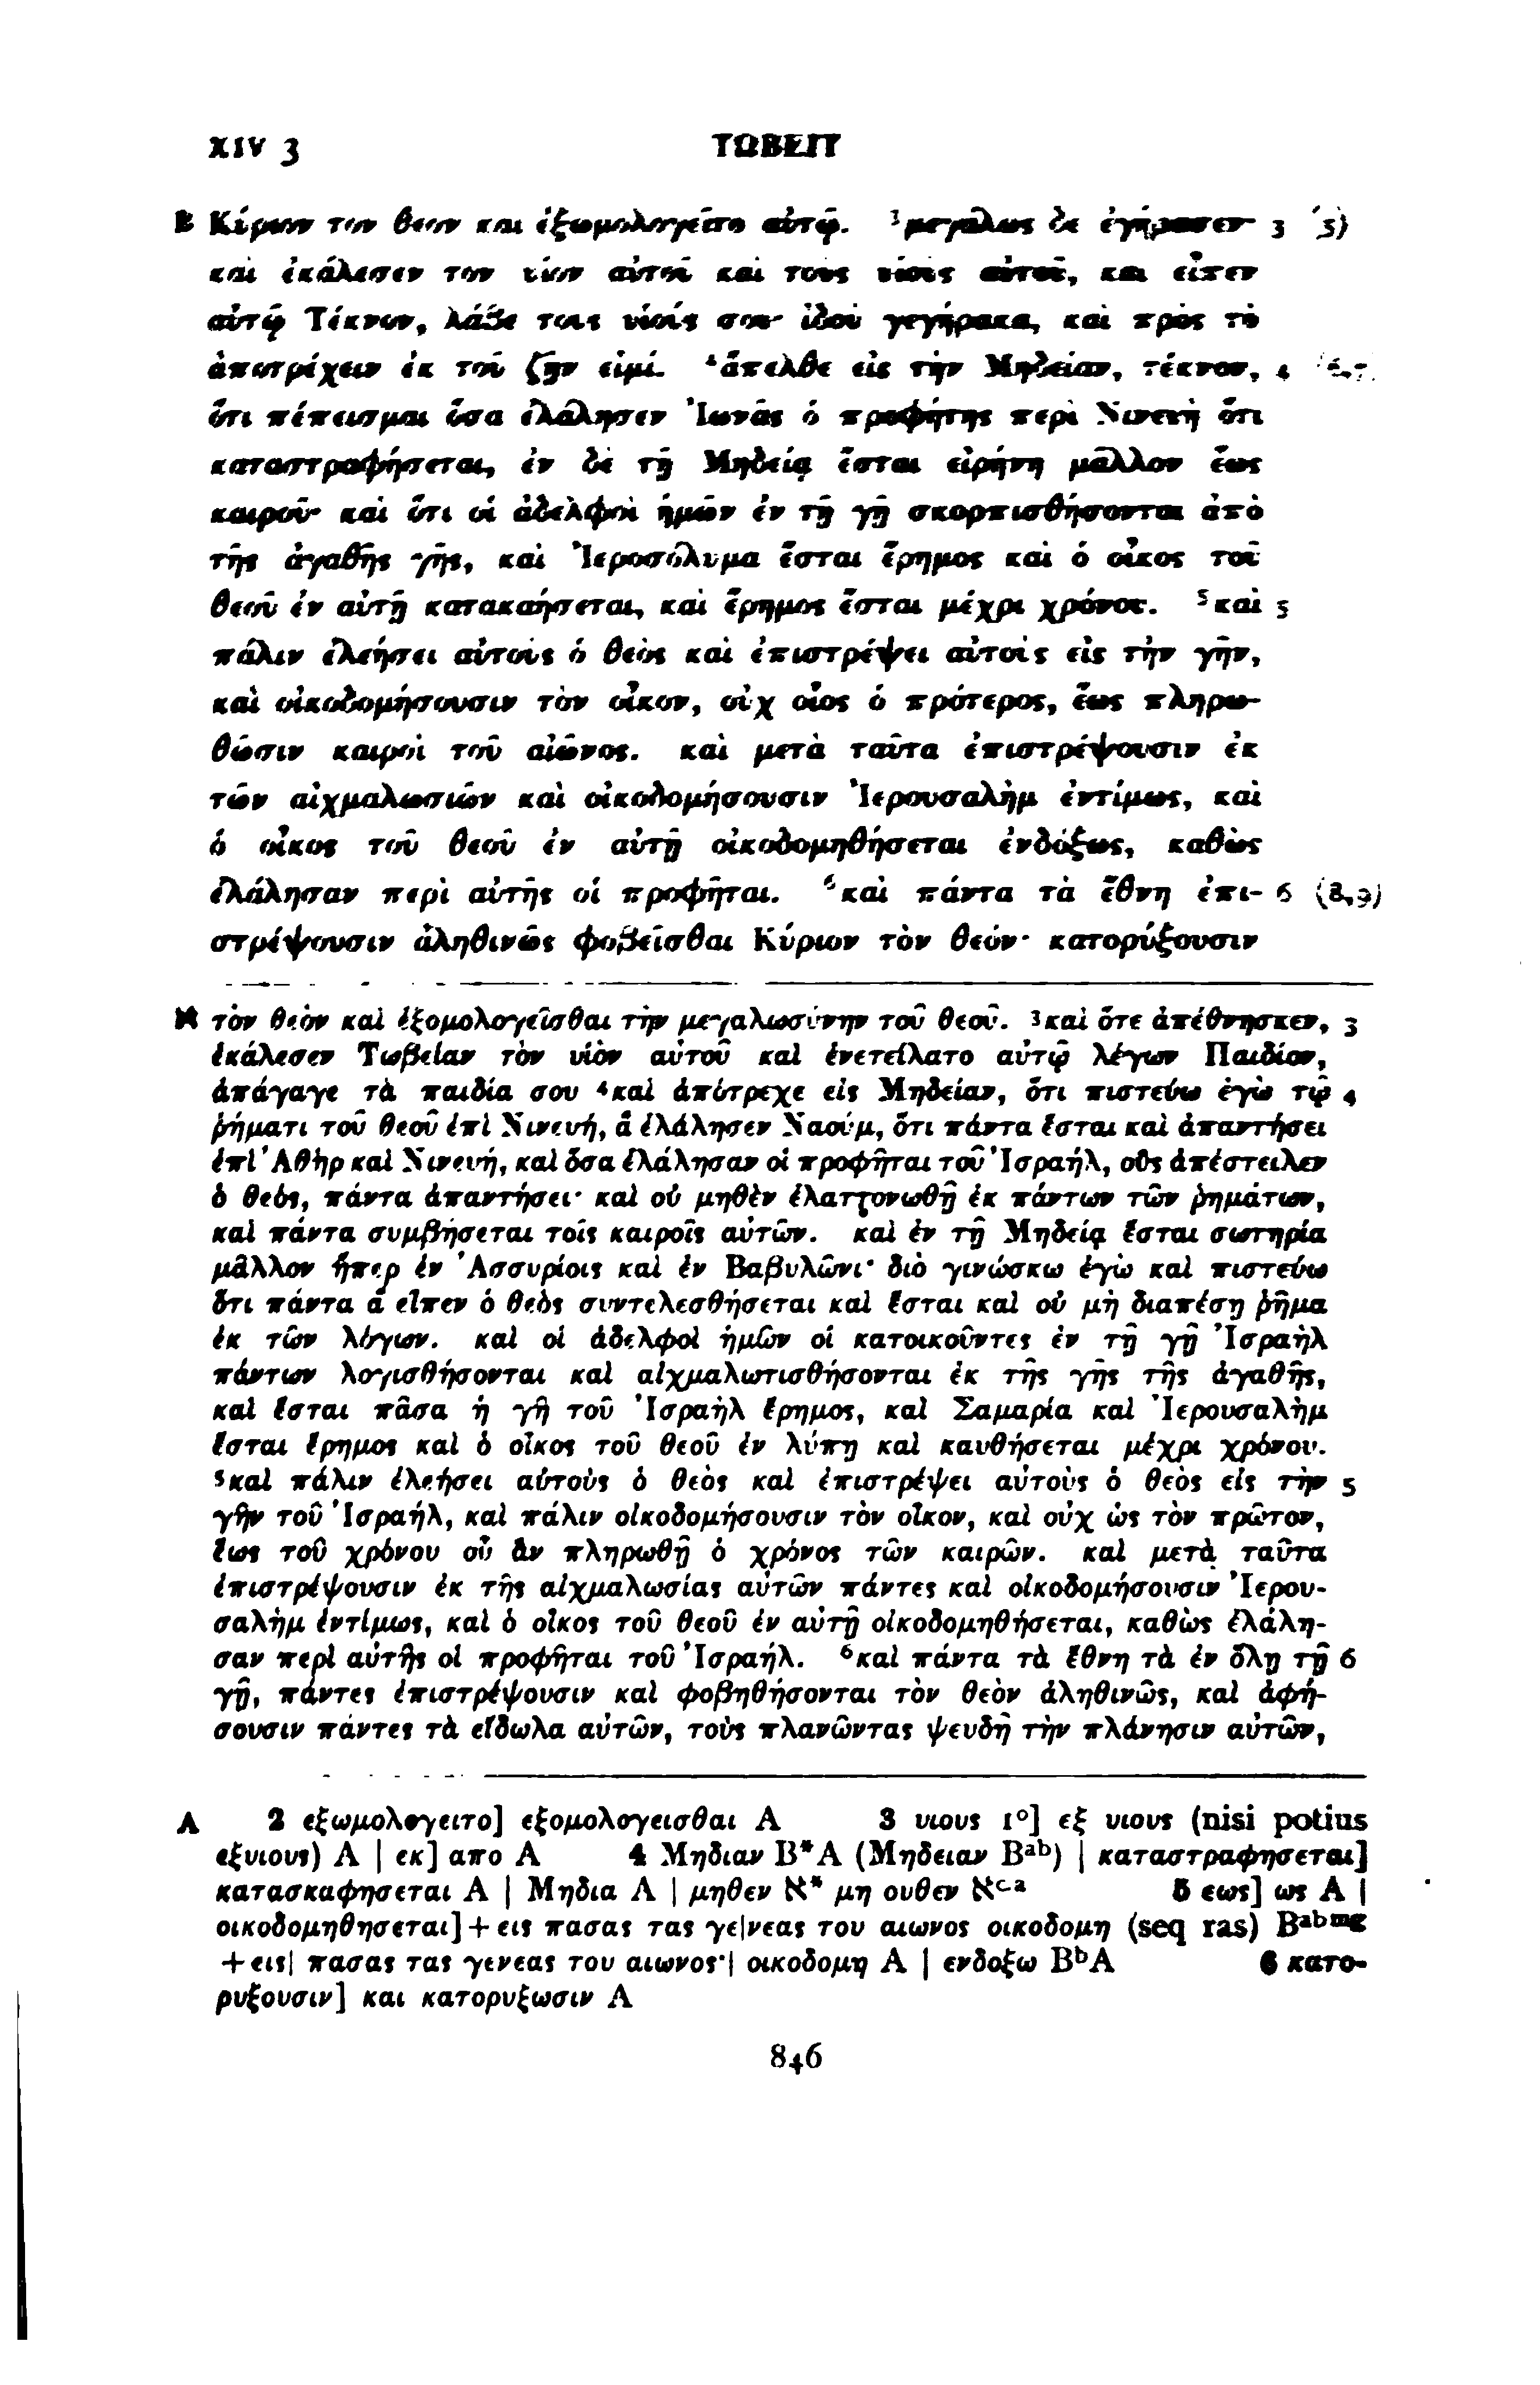 XIV 3 ΤΩΒΕΙΤ
B Κύριον τὸν θεὸν καὶ ἐξωμολογεῖτο αὐτῷ. ³μεγάλως δὲ ἐγήρασεν· 3 (5)
καὶ ἐκάλεσεν τὸν υἱὸν αὐτοῦ καὶ τοὺς υἱοὺς αὐτοῦ, καὶ εἶπεν
αὐτῷ Τέκνον, λάβε τοὺς υἱούς σου· ἰδοὺ γεγήρακα, καὶ πρὸς τὸ
ἀποτρέχειν ἐκ τοῦ ζῆν εἰμί. ⁴ἄπελθε εἰς τὴν Μηδείαν, τέκνον, 4 (6,7)
ὅτι πέπεισμαι ὅσα ἐλάλησεν Ἰωνᾶς ὁ προφήτης περὶ Νινευὴ ὅτι
καταστραφήσεται, ἐν δὲ τῇ Μηδείᾳ ἔσται εἰρήνη μᾶλλον ἕως
καιροῦ· καὶ ὅτι οἱ ἀδελφοὶ ἡμῶν ἐν τῇ γῇ σκορπισθήσονται ἀπὸ
τῆς ἀγαθῆς γῆς, καὶ Ἱεροσόλυμα ἔσται ἔρημος καὶ ὁ οἶκος τοῦ
θεοῦ ἐν αὐτῇ κατακαήσεται, καὶ ἔρημος ἔσται μέχρι χρόνου. ⁵καὶ 5
πάλιν ἐλεήσει αὐτοὺς ὁ θεὸς καὶ ἐπιστρέψει αὐτοὺς εἰς τὴν γῆν,
καὶ οἰκοδομήσουσιν τὸν οἶκον, οὐχ οἷος ὁ πρότερος, ἕως πληρω-
θῶσιν καιροὶ τοῦ αἰῶνος. καὶ μετὰ ταῦτα ἐπιστρέψουσιν ἐκ
τῶν αἰχμαλωσιῶν καὶ οἰκοδομήσουσιν Ἱερουσαλὴμ ἐντίμως, καὶ
ὁ οἶκος τοῦ θεοῦ ἐν αὐτῇ οἰκοδομηθήσεται ἐνδόξως, καθὼς
ἐλάλησαν περὶ αὐτῆς οἱ προφῆται. ⁶καὶ πάντα τὰ ἔθνη ἐπι- 6 (8,9)
στρέψουσιν ἀληθινῶς φοβεῖσθαι Κύριον τὸν θεόν· κατορύξουσιν
א τὸν θεὸν καὶ ἐξομολογεῖσθαι τὴν μεγαλωσύνην τοῦ θεοῦ. ³καὶ ὅτε ἀπέθνησκεν, 3
ἐκάλεσεν Τωβείαν τὸν υἱὸν αὐτοῦ καὶ ἐνετείλατο αὐτῷ λέγων Παιδίον,
ἀπάγαγε τὰ παιδία σου ⁴καὶ ἀπότρεχε εἰς Μηδείαν, ὅτι πιστεύω ἐγὼ τῷ 4
ῥήματι τοῦ θεοῦ ἐπὶ Νινευή, ἃ ἐλάλησεν Ναούμ, ὅτι πάντα ἔσται καὶ ἀπαντήσει
ἐπὶ Ἀθὴρ καὶ Νινευή, καὶ ὅσα ἐλάλησαν οἱ προφῆται τοῦ Ἰσραήλ, οὓς ἀπέστειλεν
ὁ θεός, πάντα ἀπαντήσει· καὶ οὐ μηθὲν ἐλαττονωθῇ ἐκ πάντων τῶν ῥημάτων,
καὶ πάντα συμβήσεται τοῖς καιροῖς αὐτῶν. καὶ ἐν τῇ Μηδείᾳ ἔσται σωτηρία
μᾶλλον ἤπερ ἐν Ἀσσυρίοις καὶ ἐν Βαβυλῶνι· διὸ γινώσκω ἐγὼ καὶ πιστεύω
ὅτι πάντα ἃ εἶπεν ὁ θεὸς συντελεσθήσεται καὶ ἔσται καὶ οὐ μὴ διαπέσῃ ῥῆμα
ἐκ τῶν λόγων. καὶ οἱ ἀδελφοὶ ἡμῶν οἱ κατοικοῦντες ἐν τῇ γῇ Ἰσραὴλ
πάντων λογισθήσονται καὶ αἰχμαλωτισθήσονται ἐκ τῆς γῆς τῆς ἀγαθῆς,
καὶ ἔσται πᾶσα ἡ γῆ τοῦ Ἰσραὴλ ἔρημος, καὶ Σαμαρία καὶ Ἰερουσαλὴμ
ἔσται ἔρημος καὶ ὁ οἶκος τοῦ θεοῦ ἐν λύπῃ καὶ καυθήσεται μέχρι χρόνου.
⁵καὶ πάλιν ἐλεήσει αὐτοὺς ὁ θεὸς καὶ ἐπιστρέψει αὐτοὺς ὁ θεὸς εἰς τὴν 5
γῆν τοῦ Ἰσραήλ, καὶ πάλιν οἰκοδομήσουσιν τὸν οἶκον, καὶ οὐχ ὡς τὸν πρῶτον,
ἕως τοῦ χρόνου οὗ ἂν πληρωθῇ ὁ χρόνος τῶν καιρῶν. καὶ μετὰ ταῦτα
ἐπιστρέψουσιν ἐκ τῆς αἰχμαλωσίας αὐτῶν πάντες καὶ οἰκοδομήσουσιν Ἰερου-
σαλὴμ ἐντίμως, καὶ ὁ οἶκος τοῦ θεοῦ ἐν αὐτῇ οἰκοδομηθήσεται, καθὼς ἐλάλη-
σαν περὶ αὐτῆς οἱ προφῆται τοῦ Ἰσραήλ. ⁶καὶ πάντα τὰ ἔθνη τὰ ἐν ὅλῃ τῇ 6
γῇ, πάντες ἐπιστρέψουσιν καὶ φοβηθήσονται τὸν θεὸν ἀληθινῶς, καὶ ἀφή-
σουσιν πάντες τὰ εἴδωλα αὐτῶν, τοὺς πλανῶντας ψευδῆ τὴν πλάνησιν αὐτῶν,
A 2 εξωμολογειτο] εξομολογεισθαι A 3 υιους 1°] εξ υιους (nisi potius
εξυιους) A | εκ] απο A 4 Μηδιαν B*A (Μηδειαν Bᵃᵇ) | καταστραφησεται]
κατασκαφησεται A | Μηδια A | μηθεν א* μη ουθεν אᶜ·ᵃ 5 εως] ως A |
οικοδομηθησεται] + εις πασας τας γε|νεας του αιωνος οικοδομη (seq ras) Bᵃᵇᵐᵍ
+ εις| πασας τας γενεας του αιωνος·| οικοδομη A | ενδοξω BᵇA 6 κατο-
ρυξουσιν] και κατορυξωσιν A
846